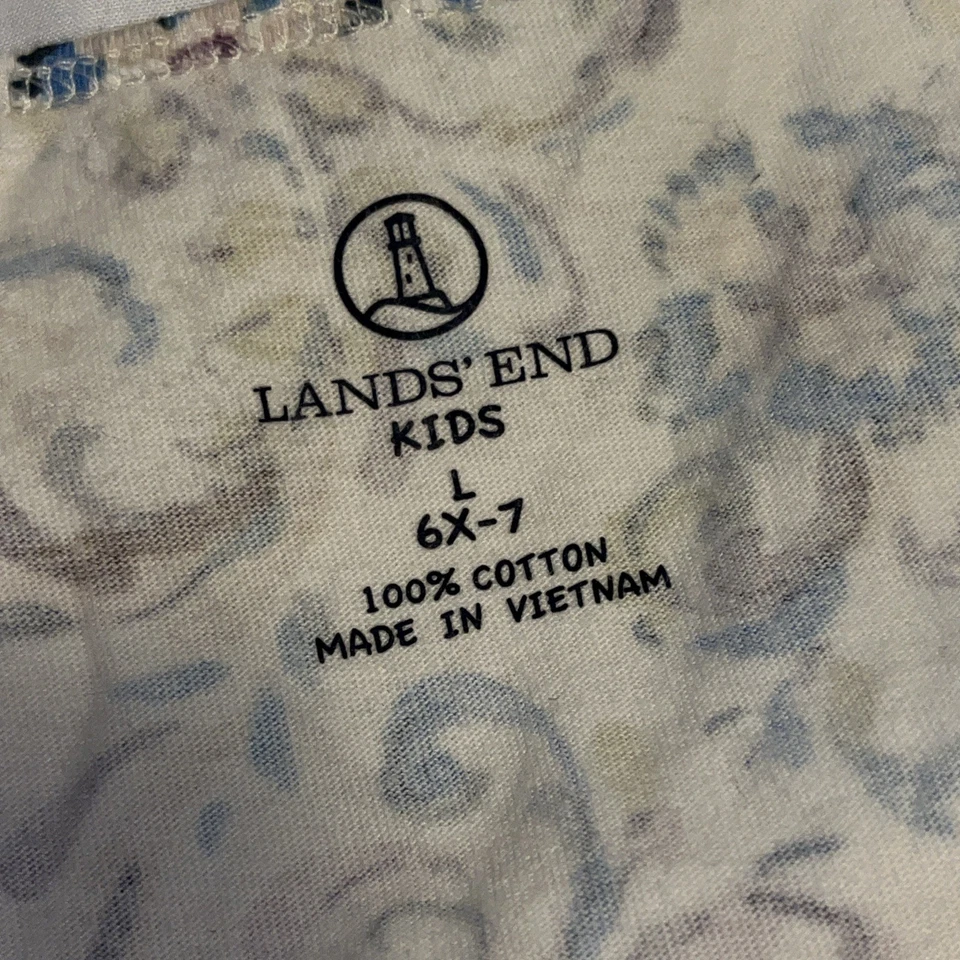 LANDS' END
KIDS
L
6X-7
100% COTTON
MADE IN VIETNAM